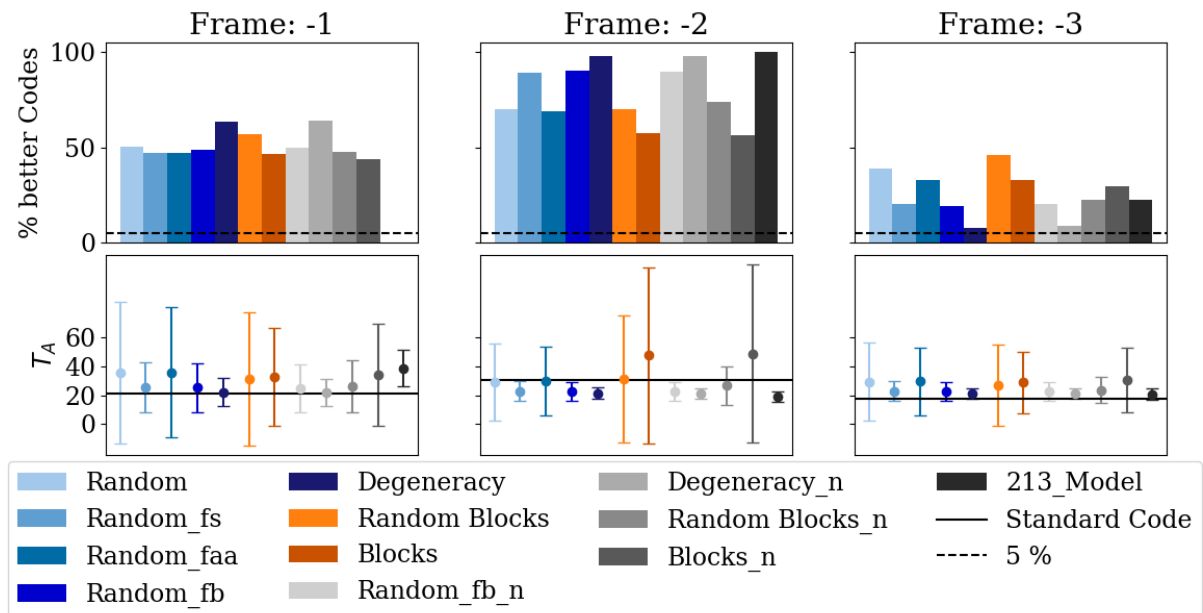 Frame: -1
Frame: -2
Frame: -3
% better Codes
100
50
0
T_A
60
40
20
0
Random
Random_fs
Random_faa
Random_fb
Degeneracy
Random Blocks
Blocks
Random_fb_n
Degeneracy_n
Random Blocks_n
Blocks_n
213_Model
Standard Code
5 %